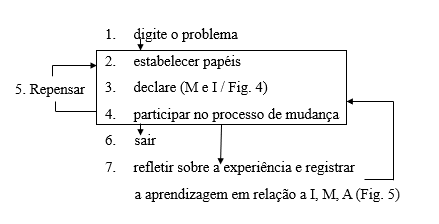 1. digite o problema
2. estabelecer papéis
5. Repensar
3. declare (M e I / Fig. 4)
4. participar no processo de mudança
6. sair
7. refletir sobre a experiência e registrar
a aprendizagem em relação a I, M, A (Fig. 5)